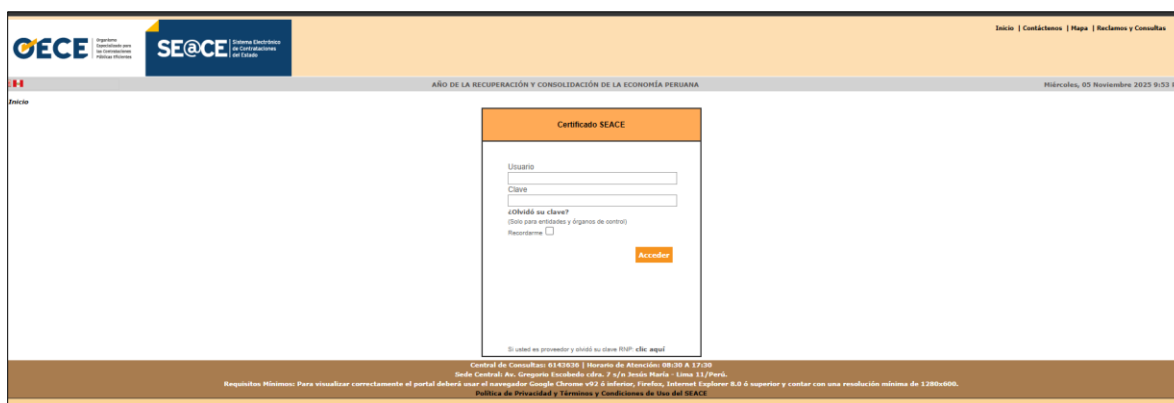 OECE
Organismo
Especializado para
las Contrataciones
Públicas Eficientes
SE@CE
Sistema Electrónico
de Contrataciones
del Estado
Inicio | Contáctenos | Mapa | Reclamos y Consultas
AÑO DE LA RECUPERACIÓN Y CONSOLIDACIÓN DE LA ECONOMÍA PERUANA
Miércoles, 05 Noviembre 2025 9:53
Inicio
Certificado SEACE
Usuario
Clave
¿Olvidó su clave?
(Solo para entidades y órganos de control)
Recordarme
Acceder
Si usted es proveedor y olvidó su clave RNP: clic aquí
Central de Consultas: 6143636 | Horario de Atención: 08:30 A 17:30
Sede Central: Av. Gregorio Escobedo cdra. 7 s/n Jesús María - Lima 11/Perú.
Requisitos Mínimos: Para visualizar correctamente el portal deberá usar el navegador Google Chrome v92 ó inferior, Firefox, Internet Explorer 8.0 ó superior y contar con una resolución mínima de 1280x600.
Política de Privacidad y Términos y Condiciones de Uso del SEACE